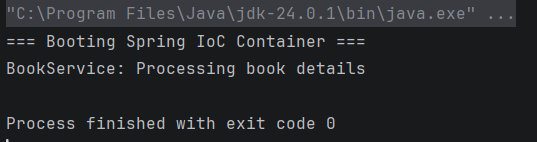 "C:\Program Files\Java\jdk-24.0.1\bin\java.exe" ...
=== Booting Spring IoC Container ===
BookService: Processing book details
Process finished with exit code 0